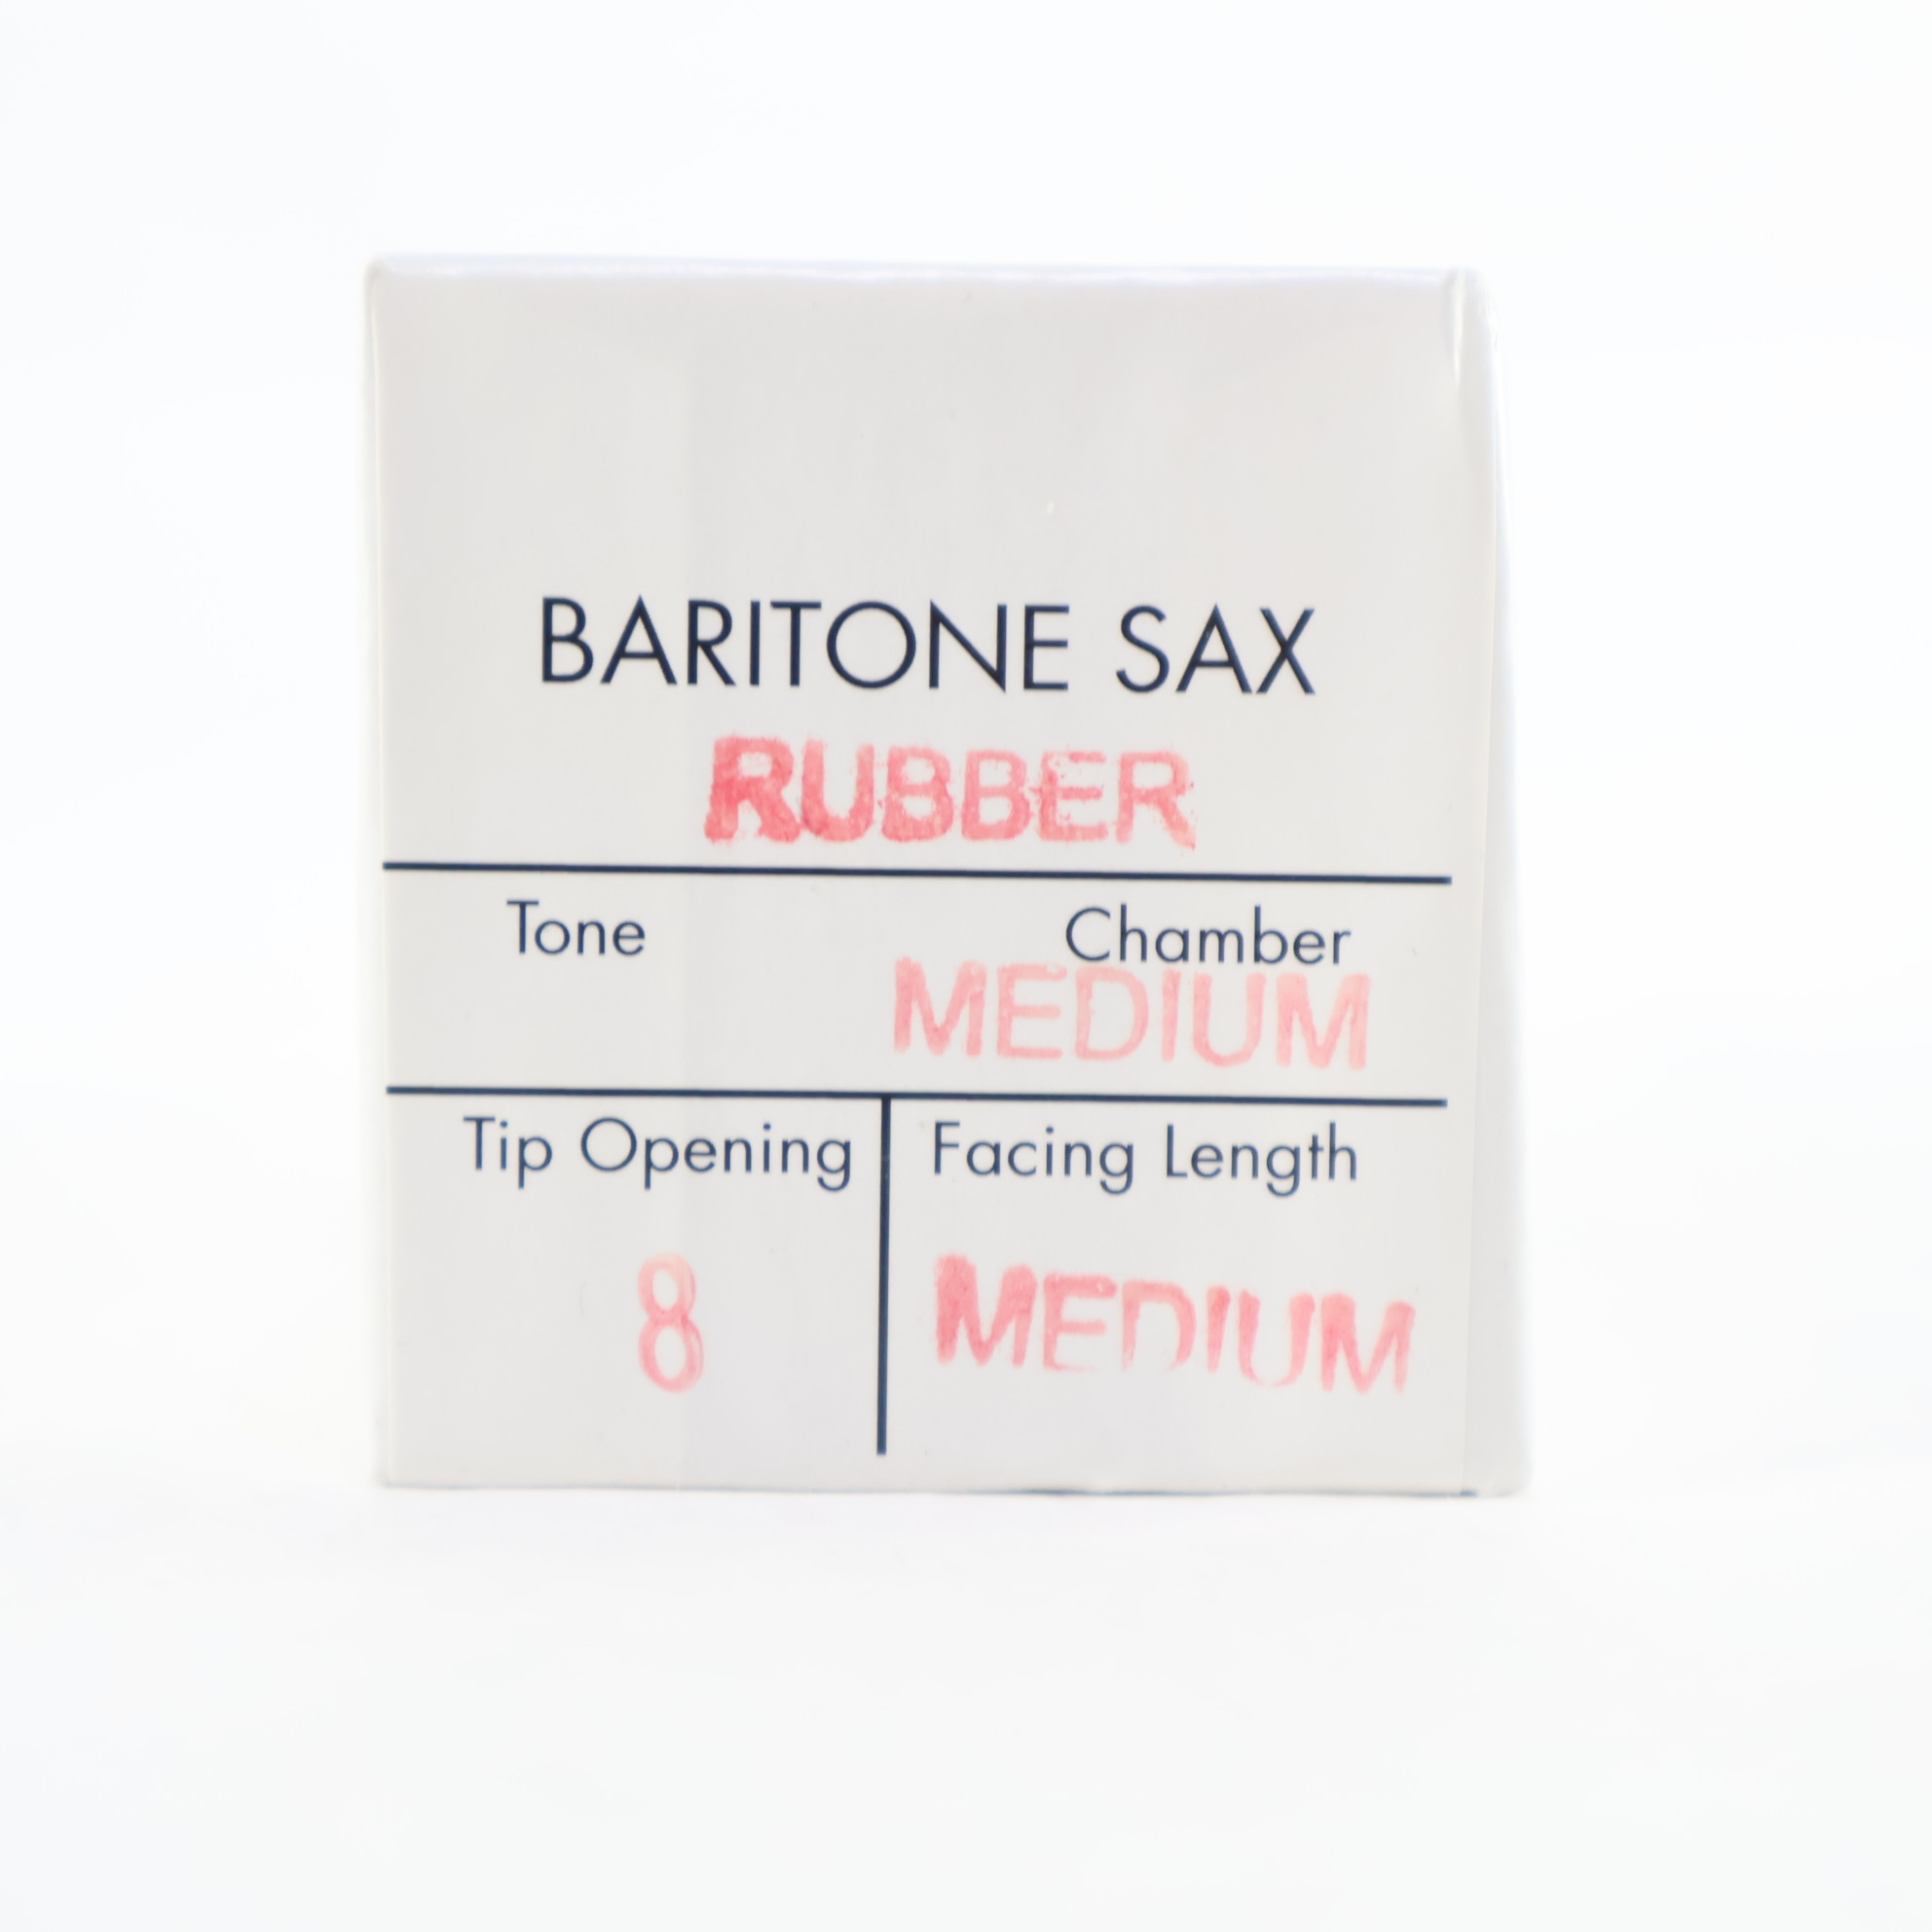 BARITONE SAX
RUBBER
Tone Chamber
MEDIUM
Tip Opening Facing Length
8 MEDIUM